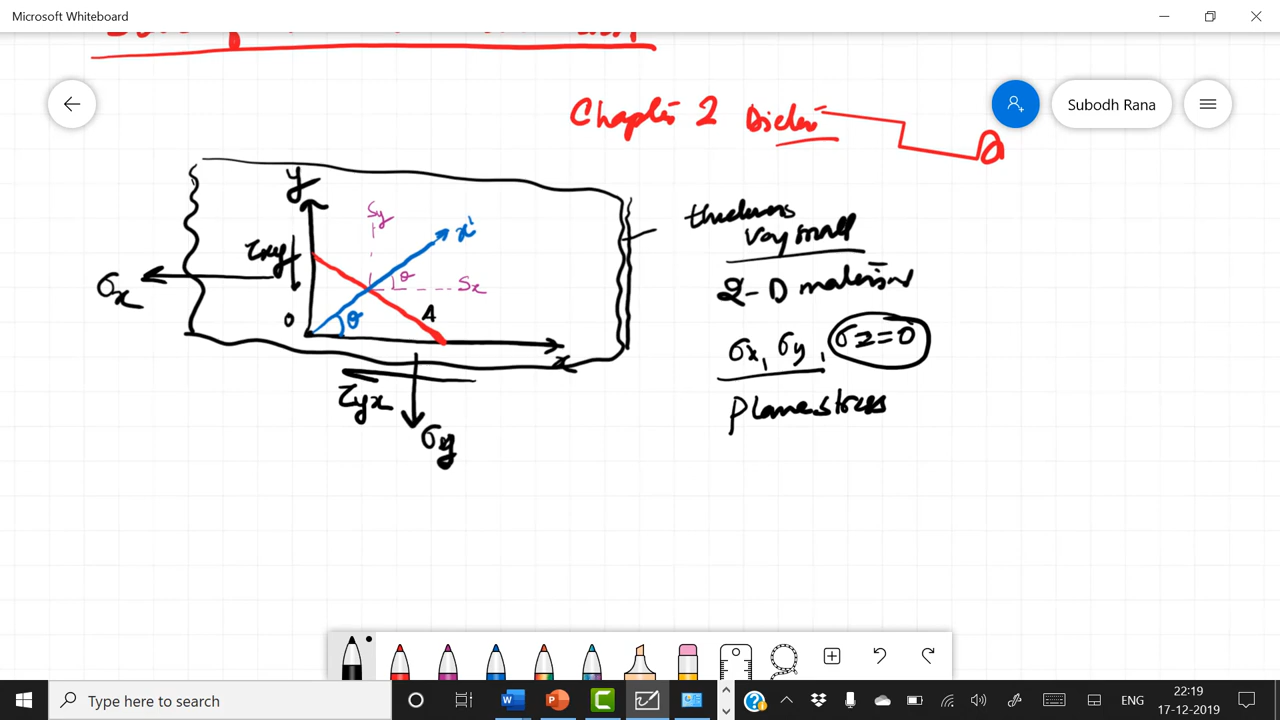 Microsoft Whiteboard
Subodh Rana
Chapter 2 Dieter
thickness
very small
2-D material
σx, σy, σz=0
plane stress
y
Sy
x'
τxy
θ
Sx
σx
A
O
θ
x
τyx
σy
Type here to search
ENG
22:19
17-12-2019